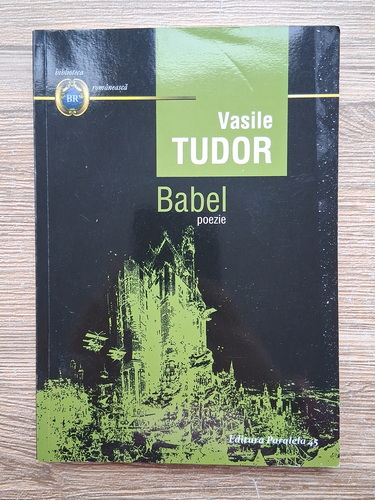 biblioteca
românească
BR
Vasile
TUDOR
Babel
poezie
Editura Paralela 45